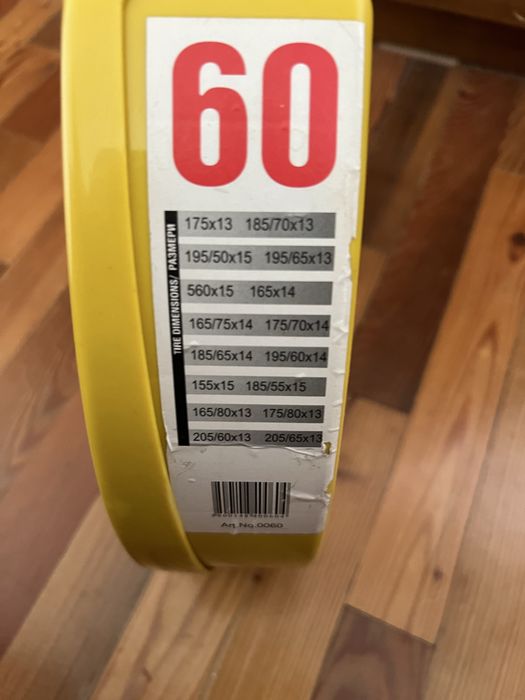 60
TIRE DIMENSIONS/ РАЗМЕРИ
175x13 185/70x13
195/50x15 195/65x13
560x15 165x14
165/75x14 175/70x14
185/65x14 195/60x14
155x15 185/55x15
165/80x13 175/80x13
205/60x13 205/65x13
Art.No.0060